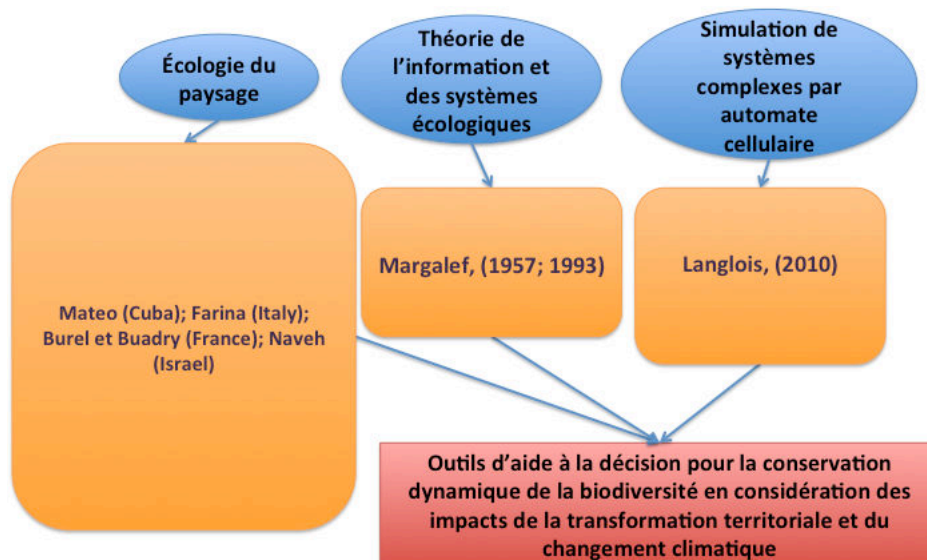 Écologie du
paysage
Théorie de
l'information et
des systèmes
écologiques
Simulation de
systèmes
complexes par
automate
cellulaire
Mateo (Cuba); Farina (Italy);
Burel et Buadry (France); Naveh
(Israel)
Margalef, (1957; 1993)
Langlois, (2010)
Outils d'aide à la décision pour la conservation
dynamique de la biodiversité en considération des
impacts de la transformation territoriale et du
changement climatique